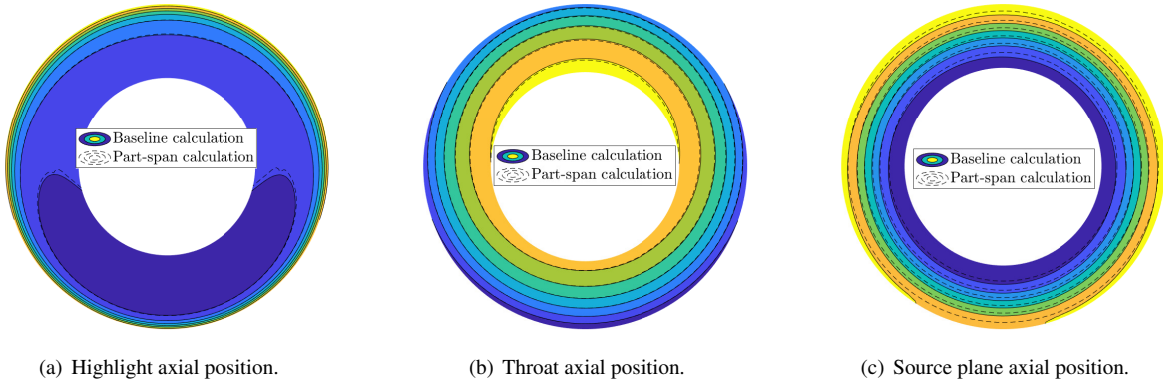 Baseline calculation
Part-span calculation
Baseline calculation
Part-span calculation
Baseline calculation
Part-span calculation
(a) Highlight axial position.
(b) Throat axial position.
(c) Source plane axial position.